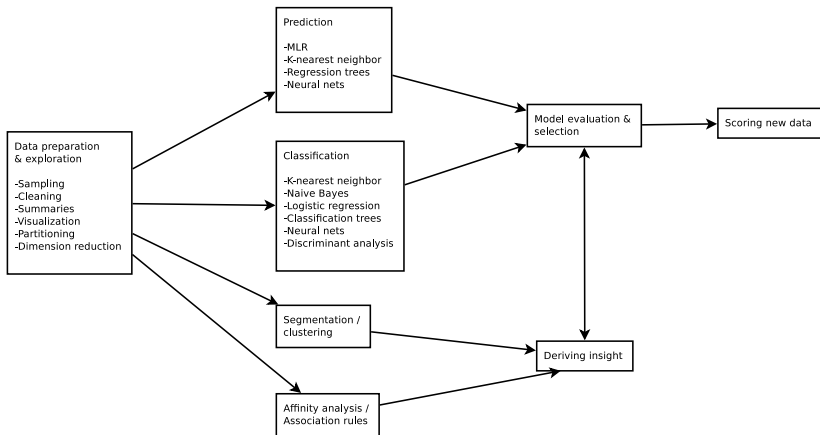 Data preparation
& exploration
-Sampling
-Cleaning
-Summaries
-Visualization
-Partitioning
-Dimension reduction
Prediction
-MLR
-K-nearest neighbor
-Regression trees
-Neural nets
Classification
-K-nearest neighbor
-Naive Bayes
-Logistic regression
-Classification trees
-Neural nets
-Discriminant analysis
Segmentation /
clustering
Affinity analysis /
Association rules
Model evaluation &
selection
Deriving insight
Scoring new data